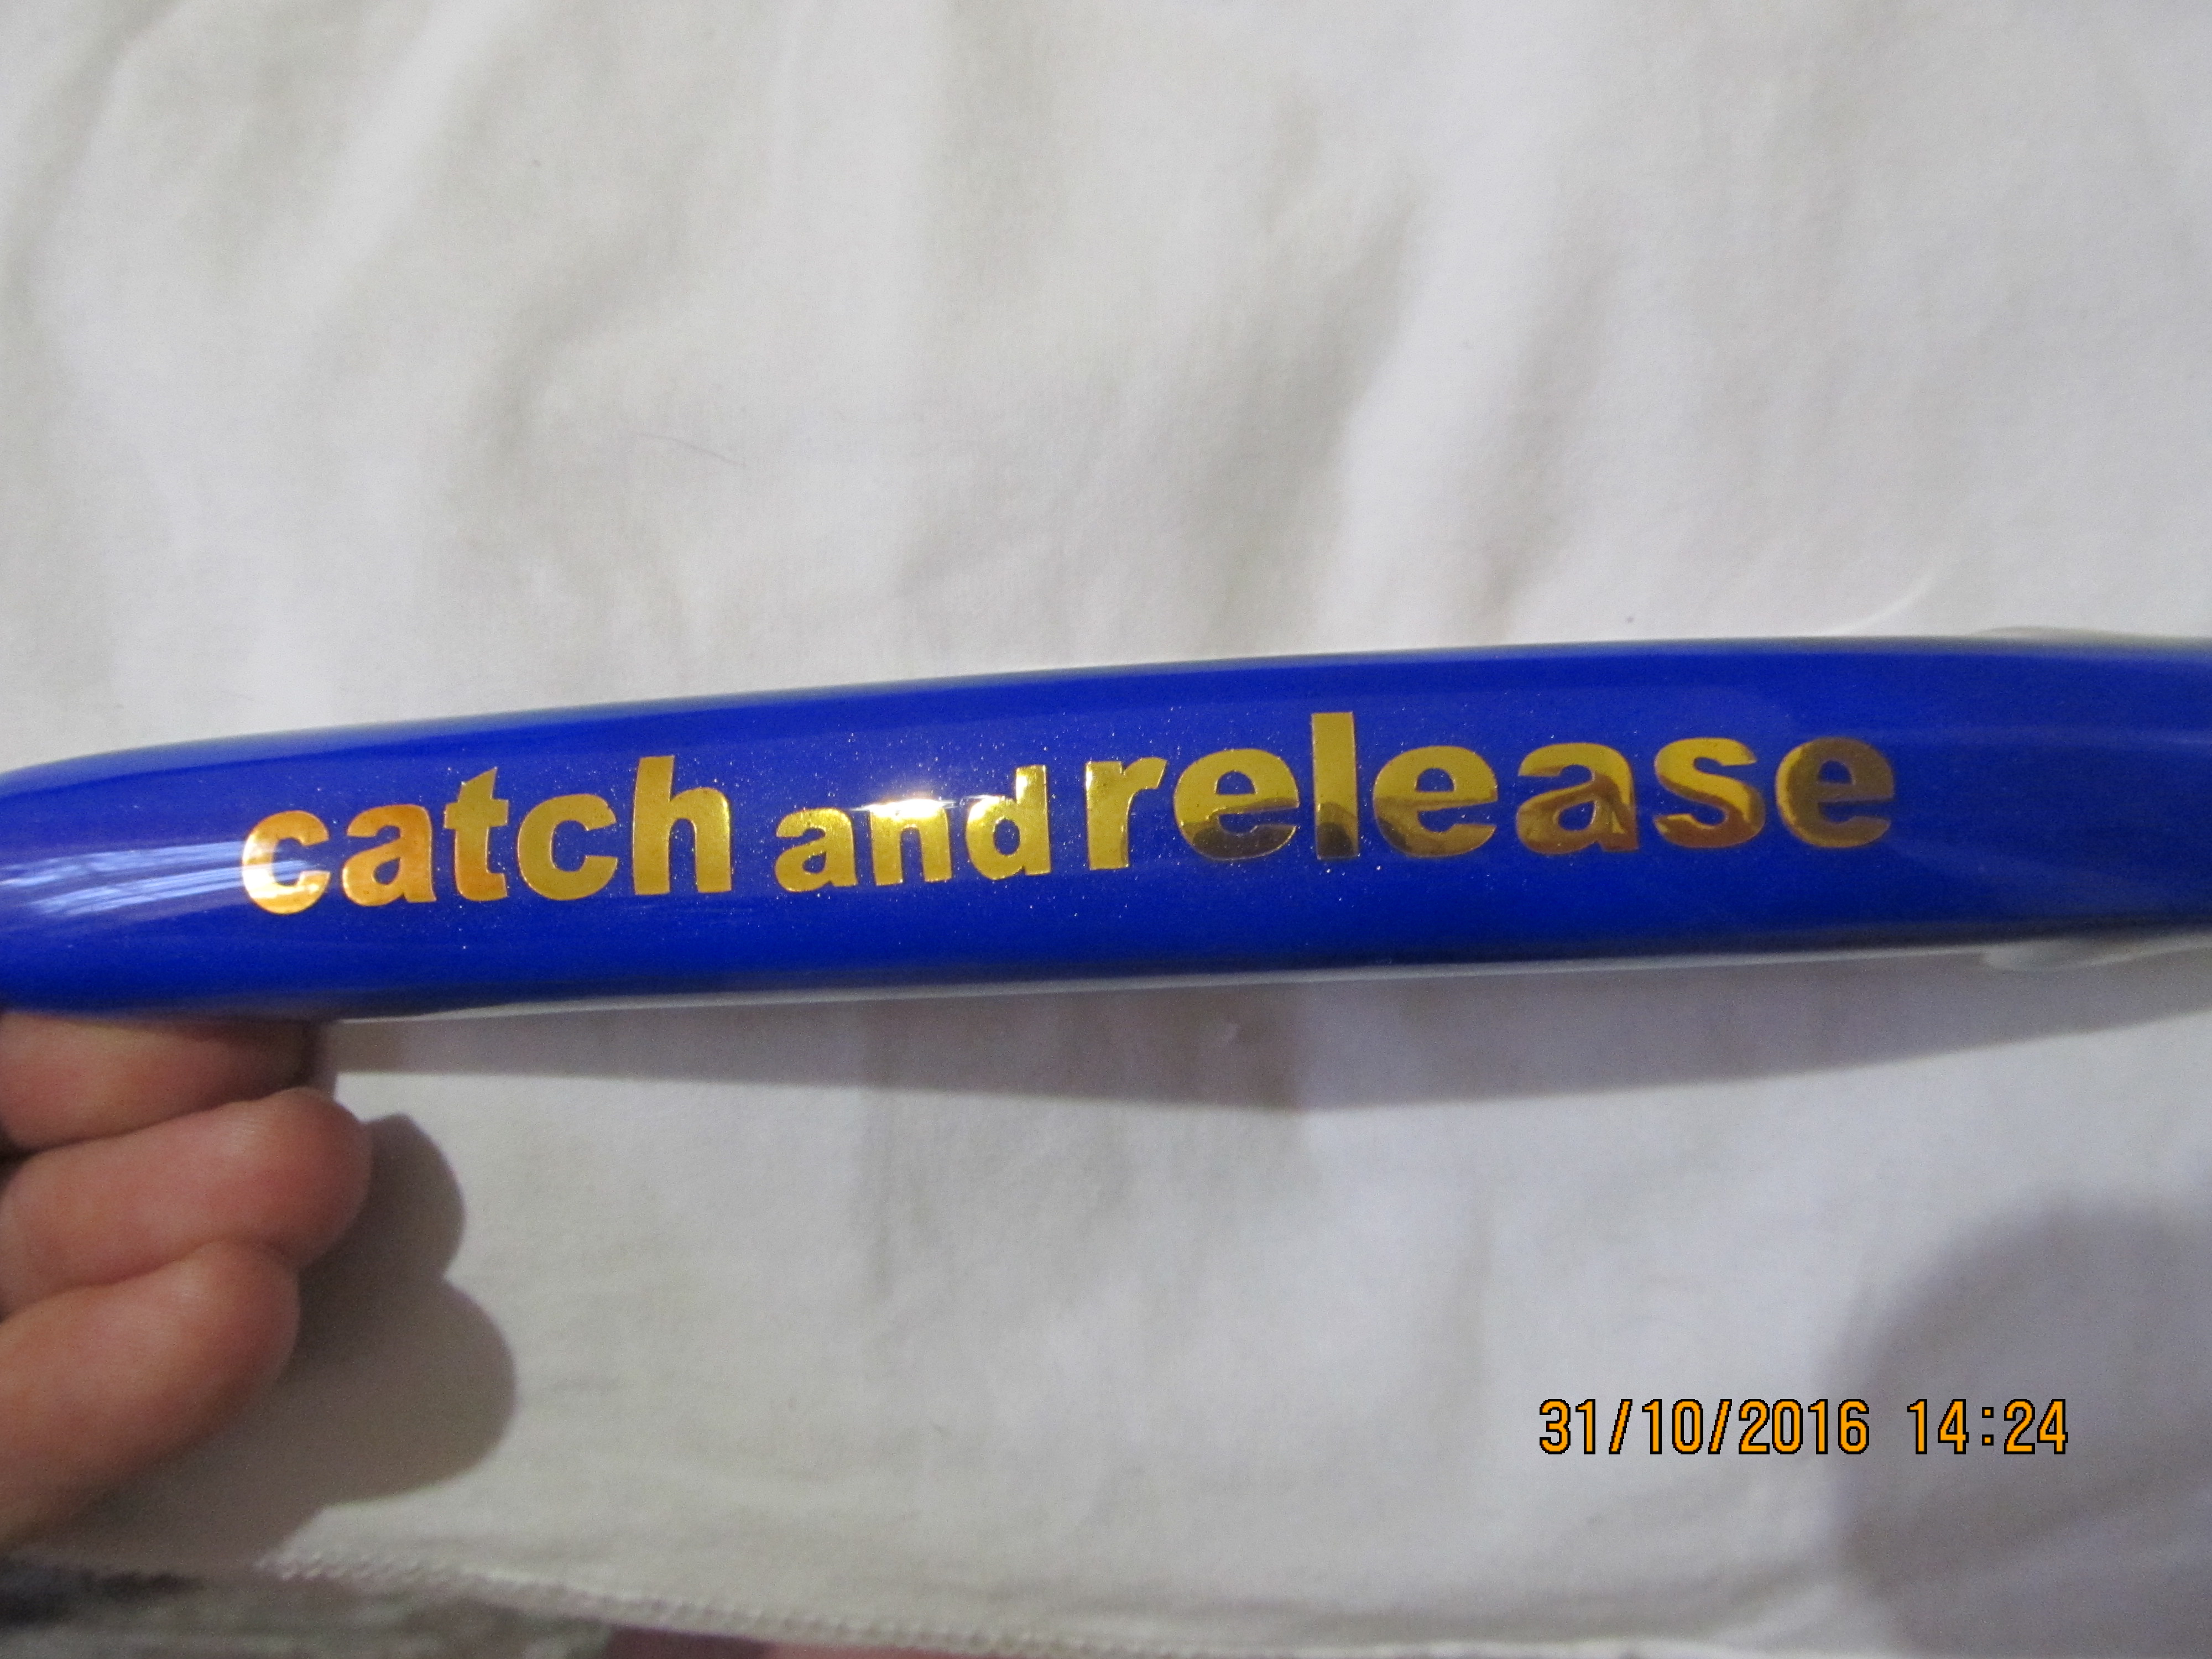 catch and release
31/10/2016 14:24